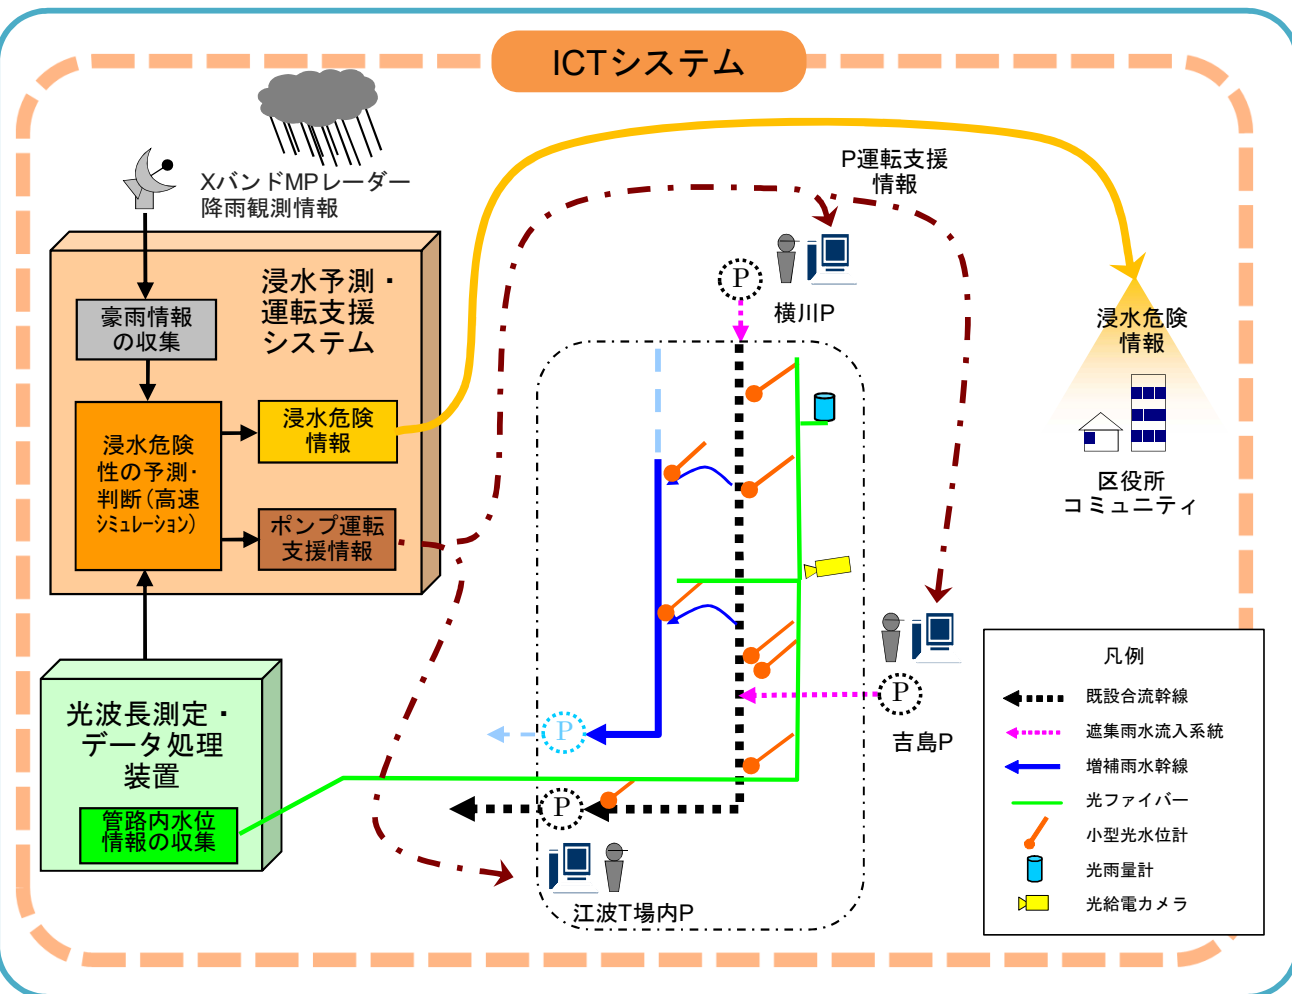 ICTシステム
XバンドMPレーダー
降雨観測情報
P運転支援
情報
浸水予測・
運転支援
システム
豪雨情報
の収集
浸水危険
性の予測・
判断(高速
ｼﾐｭﾚｰｼｮﾝ)
浸水危険
情報
ポンプ運転
支援情報
光波長測定・
データ処理
装置
管路内水位
情報の収集
P
横川P
P
吉島P
P
P
江波T場内P
浸水危険
情報
区役所
コミュニティ
凡例
既設合流幹線
遮集雨水流入系統
増補雨水幹線
光ファイバー
小型光水位計
光雨量計
光給電カメラ